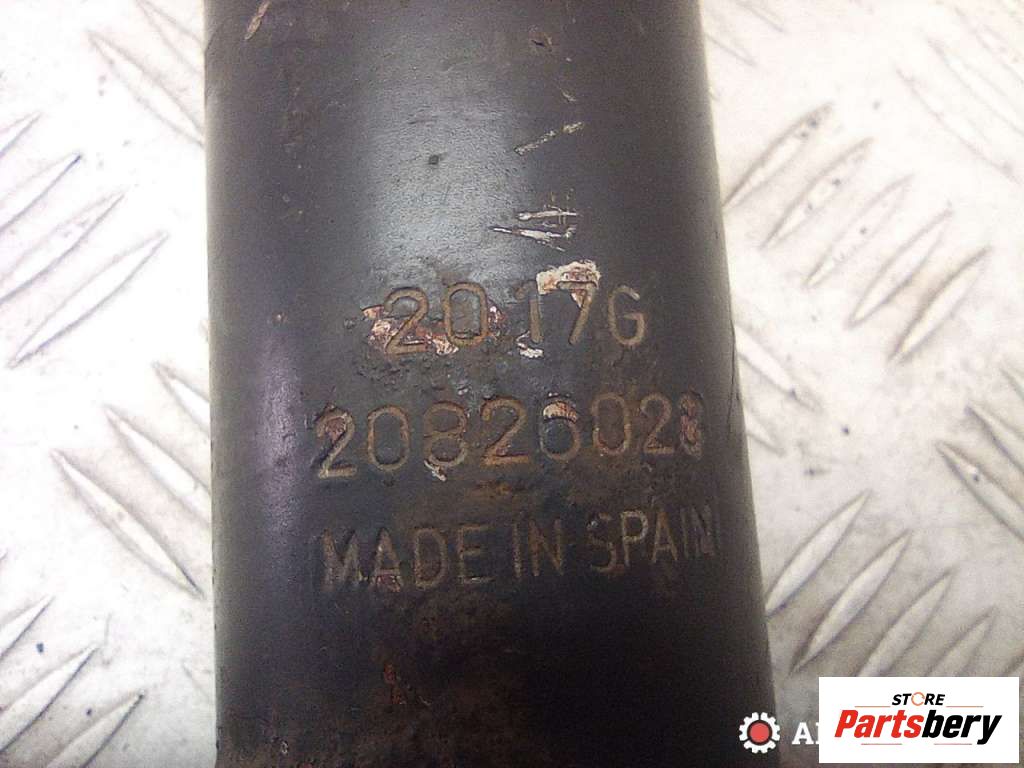 2017G
20826028
MADE IN SPAIN
STORE
Partsbery